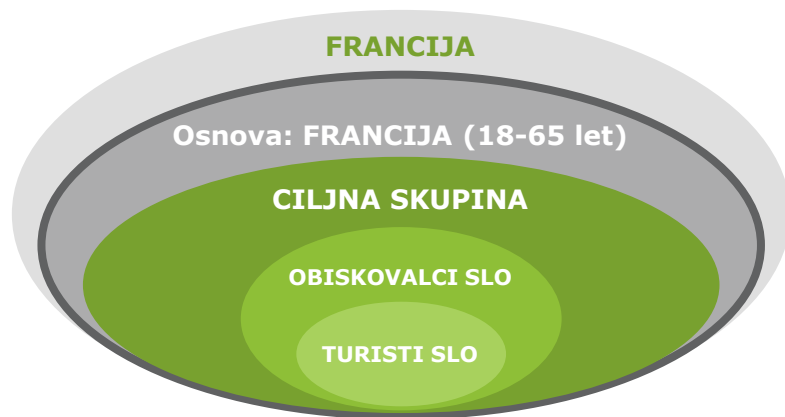 FRANCIJA
Osnova: FRANCIJA (18-65 let)
CILJNA SKUPINA
OBISKOVALCI SLO
TURISTI SLO